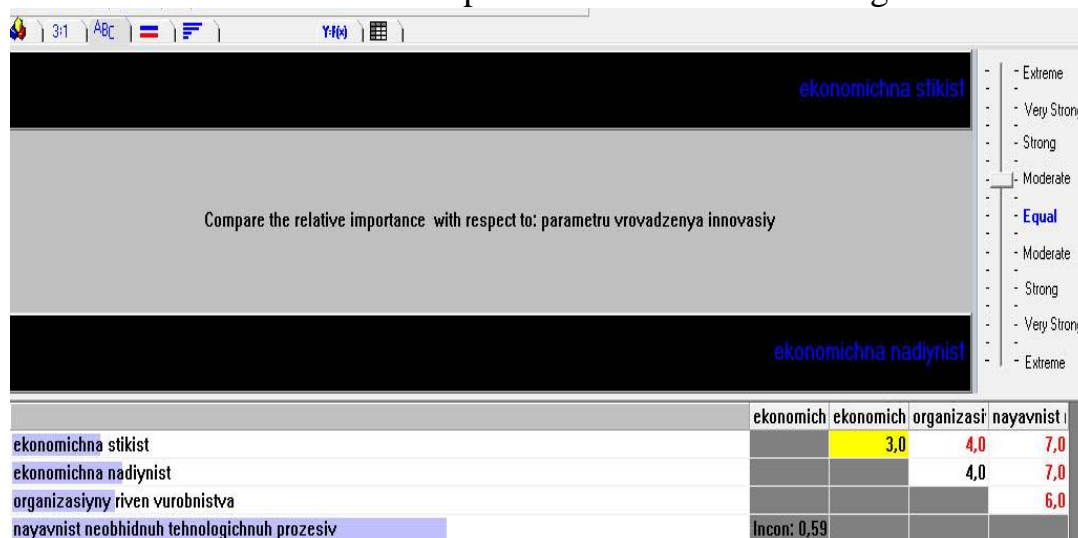 3:1 ABC Y:F(x)
ekonomichna stikist
Extreme
Very Strong
Strong
Moderate
Equal
Moderate
Strong
Very Strong
Extreme
Compare the relative importance with respect to: parametru vrovadzenya innovasiy
ekonomichna nadiynist
ekonomich ekonomich organizasi nayavnist
ekonomichna stikist 3,0 4,0 7,0
ekonomichna nadiynist 4,0 7,0
organizasiyny riven vurobnistva 6,0
nayavnist neobhidnuh tehnologichnuh prozesiv Incon: 0,59